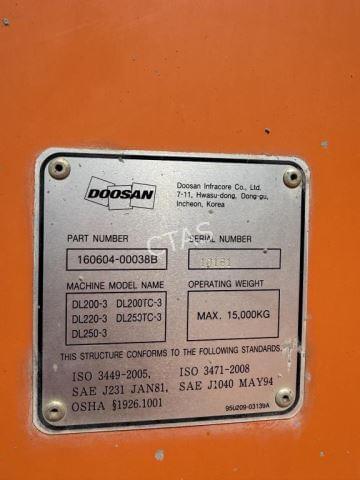 DOOSAN
Doosan Infracore Co., Ltd.
7-11, Hwasu-dong, Dong-gu,
Incheon, Korea
PART NUMBER
SERIAL NUMBER
160604-00038B
MACHINE MODEL NAME
OPERATING WEIGHT
DL200-3 DL200TC-3
DL220-3 DL250TC-3
DL250-3
MAX. 15,000KG
THIS STRUCTURE CONFORMS TO THE FOLLOWING STANDARDS.
ISO 3449-2005, ISO 3471-2008
SAE J231 JAN81, SAE J1040 MAY94
OSHA §1926.1001
950209-03139A
CTAS